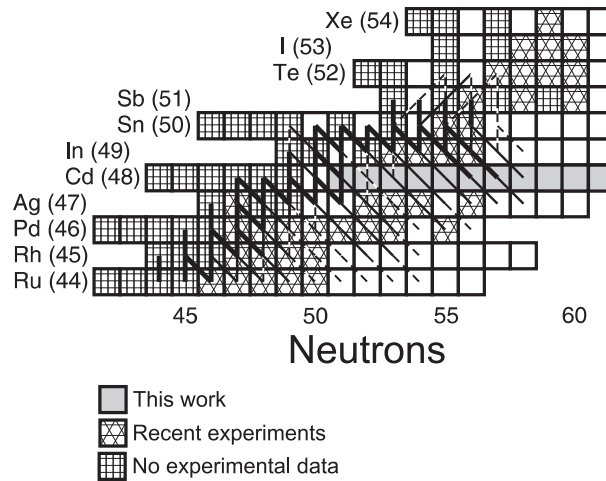 Xe (54)
I (53)
Te (52)
Sb (51)
Sn (50)
In (49)
Cd (48)
Ag (47)
Pd (46)
Rh (45)
Ru (44)
45 50 55 60
Neutrons
This work
Recent experiments
No experimental data